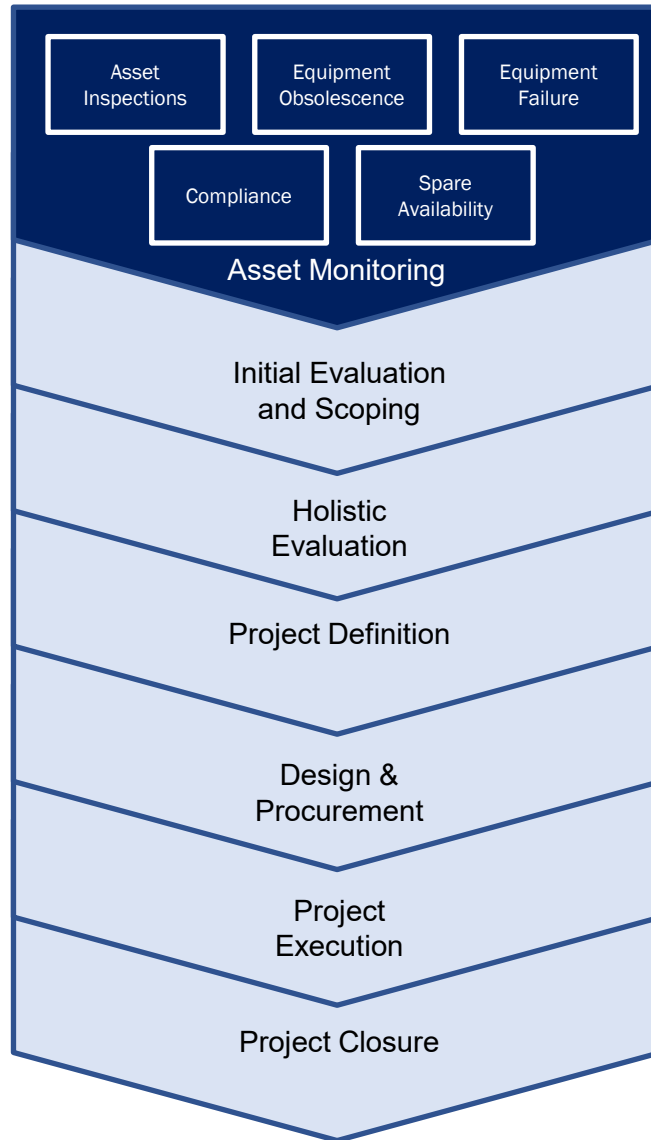 Asset
Inspections
Equipment
Obsolescence
Equipment
Failure
Compliance
Spare
Availability
Asset Monitoring
Initial Evaluation
and Scoping
Holistic
Evaluation
Project Definition
Design &
Procurement
Project
Execution
Project Closure